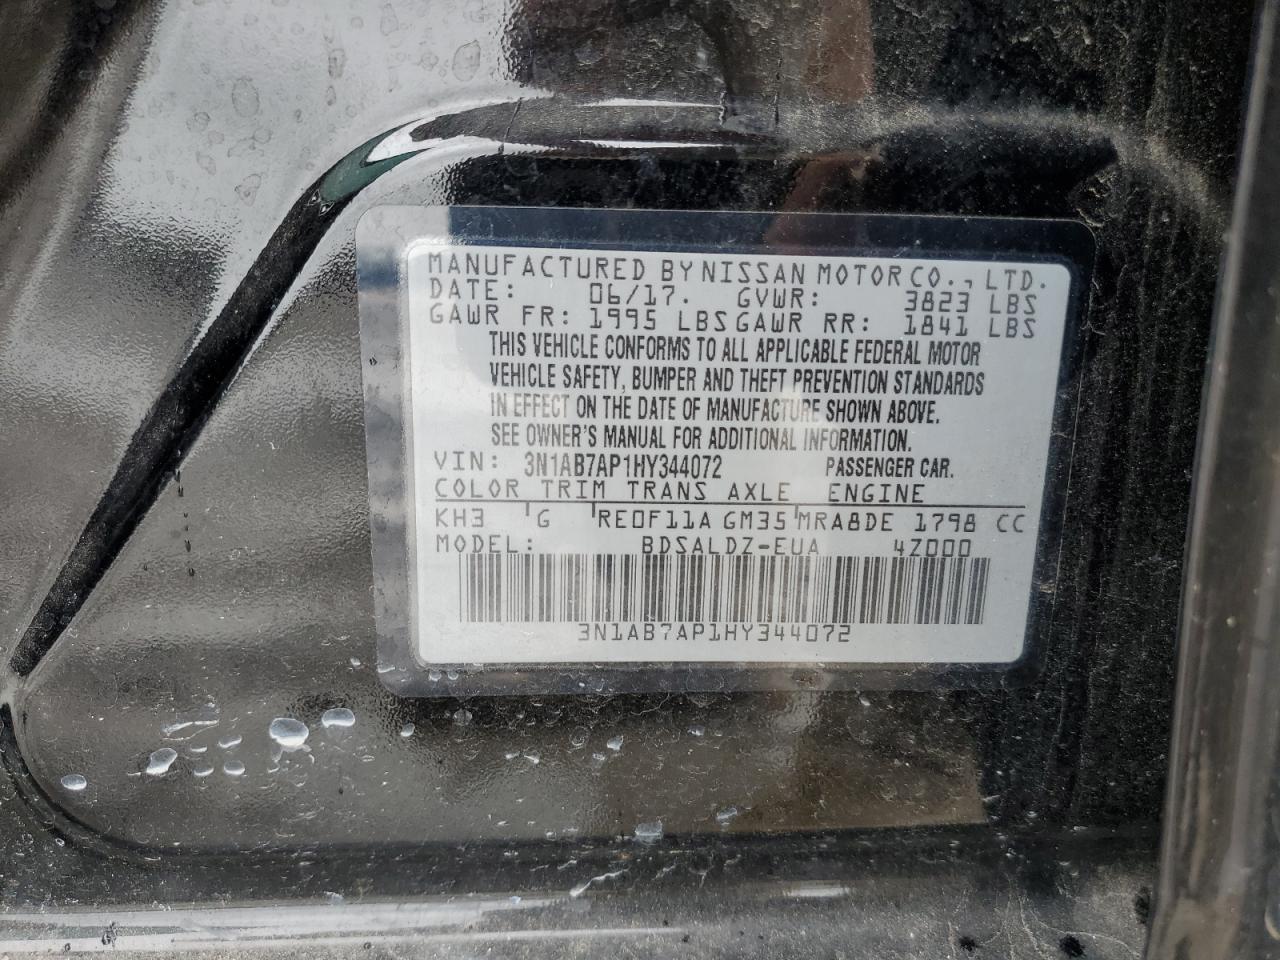 MANUFACTURED BY NISSAN MOTOR CO., LTD.
DATE: 06/17. GVWR: 3823 LBS
GAWR FR: 1995 LBS GAWR RR: 1841 LBS
THIS VEHICLE CONFORMS TO ALL APPLICABLE FEDERAL MOTOR
VEHICLE SAFETY, BUMPER AND THEFT PREVENTION STANDARDS
IN EFFECT ON THE DATE OF MANUFACTURE SHOWN ABOVE.
SEE OWNER'S MANUAL FOR ADDITIONAL INFORMATION.
VIN: 3N1AB7AP1HY344072 PASSENGER CAR.
COLOR TRIM TRANS AXLE ENGINE
KH3 G RE0F11A GM35 MRA8DE 1798 CC
MODEL: BDSALDZ-EUA 4Z000
3N1AB7AP1HY344072